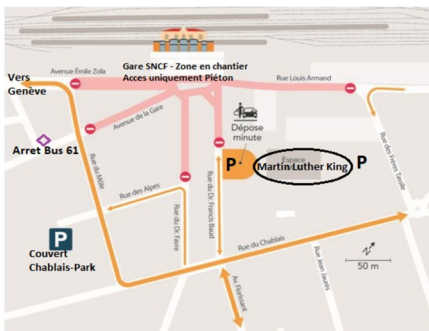 Gare SNCF - Zone en chantier
Acces uniquement Piéton
Avenue Émile Zola
Rue Louis Armand
Vers
Genève
Avenue de la Gare
Dépose
minute
Arret Bus 61
Rue du Môle
P
Espace
Martin Luther King
P
Rue des Frères Tassile
Rue des Alpes
Rue du Dr. Favre
Rue du Dr. Francis Baud
P
Couvert
Chablais-Park
Rue du Chablais
Rue Jean Jaurès
Av. Florissant
50 m